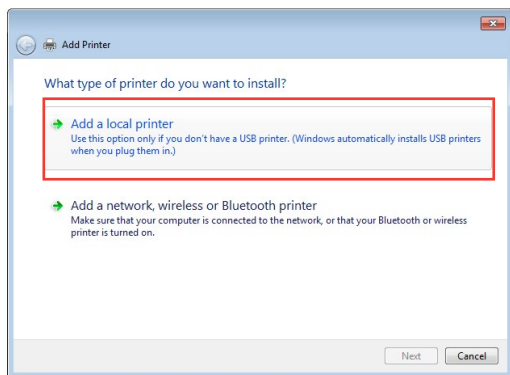 Add Printer
What type of printer do you want to install?
Add a local printer
Use this option only if you don't have a USB printer. (Windows automatically installs USB printers
when you plug them in.)
Add a network, wireless or Bluetooth printer
Make sure that your computer is connected to the network, or that your Bluetooth or wireless
printer is turned on.
Next Cancel